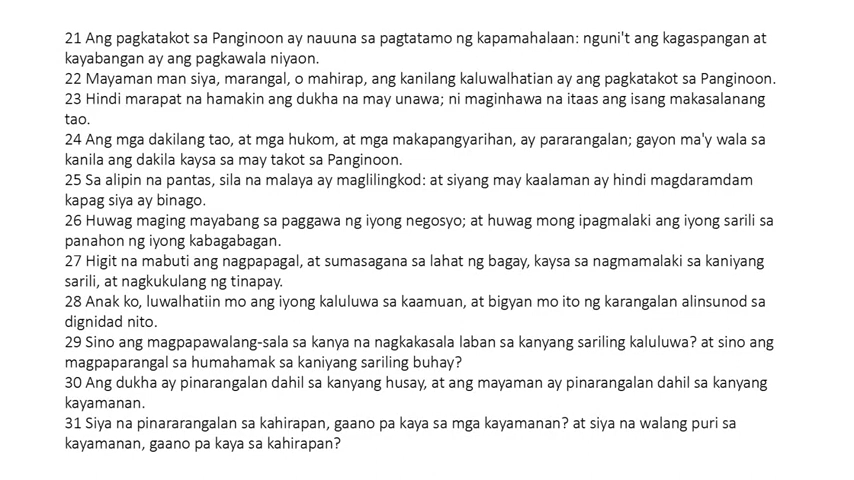 21 Ang pagkatakot sa Panginoon ay nauuna sa pagtatamo ng kapamahalaan: nguni't ang kagaspangan at
kayabangan ay ang pagkawala niyaon.
22 Mayaman man siya, marangal, o mahirap, ang kanilang kaluwalhatian ay ang pagkatakot sa Panginoon.
23 Hindi marapat na hamakin ang dukha na may unawa; ni maginhawa na itaas ang isang makasalanang
tao.
24 Ang mga dakilang tao, at mga hukom, at mga makapangyarihan, ay pararangalan; gayon ma'y wala sa
kanila ang dakila kaysa sa may takot sa Panginoon.
25 Sa alipin na pantas, sila na malaya ay maglilingkod: at siyang may kaalaman ay hindi magdaramdam
kapag siya ay binago.
26 Huwag maging mayabang sa paggawa ng iyong negosyo; at huwag mong ipagmalaki ang iyong sarili sa
panahon ng iyong kabagabagan.
27 Higit na mabuti ang nagpapagal, at sumasagana sa lahat ng bagay, kaysa sa nagmamalaki sa kaniyang
sarili, at nagkukulang ng tinapay.
28 Anak ko, luwalhatiin mo ang iyong kaluluwa sa kaamuan, at bigyan mo ito ng karangalan alinsunod sa
dignidad nito.
29 Sino ang magpapawalang-sala sa kanya na nagkakasala laban sa kanyang sariling kaluluwa? at sino ang
magpaparangal sa humahamak sa kaniyang sariling buhay?
30 Ang dukha ay pinarangalan dahil sa kanyang husay, at ang mayaman ay pinarangalan dahil sa kanyang
kayamanan.
31 Siya na pinararangalan sa kahirapan, gaano pa kaya sa mga kayamanan? at siya na walang puri sa
kayamanan, gaano pa kaya sa kahirapan?